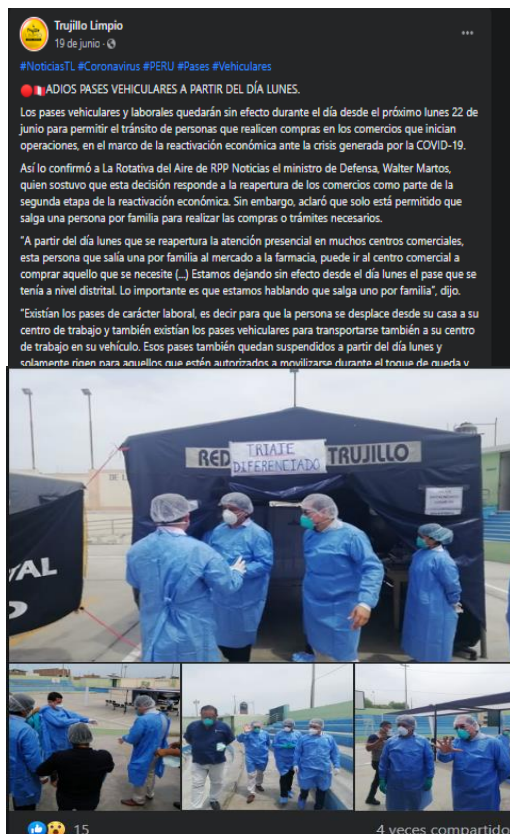 Trujillo Limpio
19 de junio ·
#NoticiasTL #Coronavirus #PERU #Pases #Vehiculares
ADIOS PASES VEHICULARES A PARTIR DEL DÍA LUNES.
Los pases vehiculares y laborales quedarán sin efecto durante el día desde el próximo lunes 22 de
junio para permitir el tránsito de personas que realicen compras en los comercios que inician
operaciones, en el marco de la reactivación económica ante la crisis generada por la COVID-19.
Así lo confirmó a La Rotativa del Aire de RPP Noticias el ministro de Defensa, Walter Martos,
quien sostuvo que esta decisión responde a la reapertura de los comercios como parte de la
segunda etapa de la reactivación económica. Sin embargo, aclaró que solo está permitido que
salga una persona por familia para realizar las compras o trámites necesarios.
"A partir del día lunes que se reapertura la atención presencial en muchos centros comerciales,
esta persona que salía una por familia al mercado a la farmacia, puede ir al centro comercial a
comprar aquello que se necesite (...) Estamos dejando sin efecto desde el día lunes el pase que se
tenía a nivel distrital. Lo importante es que estamos hablando que salga uno por familia", dijo.
"Existían los pases de carácter laboral, es decir para que la persona se desplace desde su casa a su
centro de trabajo y también existían los pases vehiculares para transportarse también a su centro
de trabajo en su vehículo. Esos pases también quedan suspendidos a partir del día lunes y
solamente rigen para aquellos que estén autorizados a movilizarse durante el toque de queda y
RED TRUJILLO
TRIAJE
DIFERENCIADO
TAL
O
15
4 veces compartido